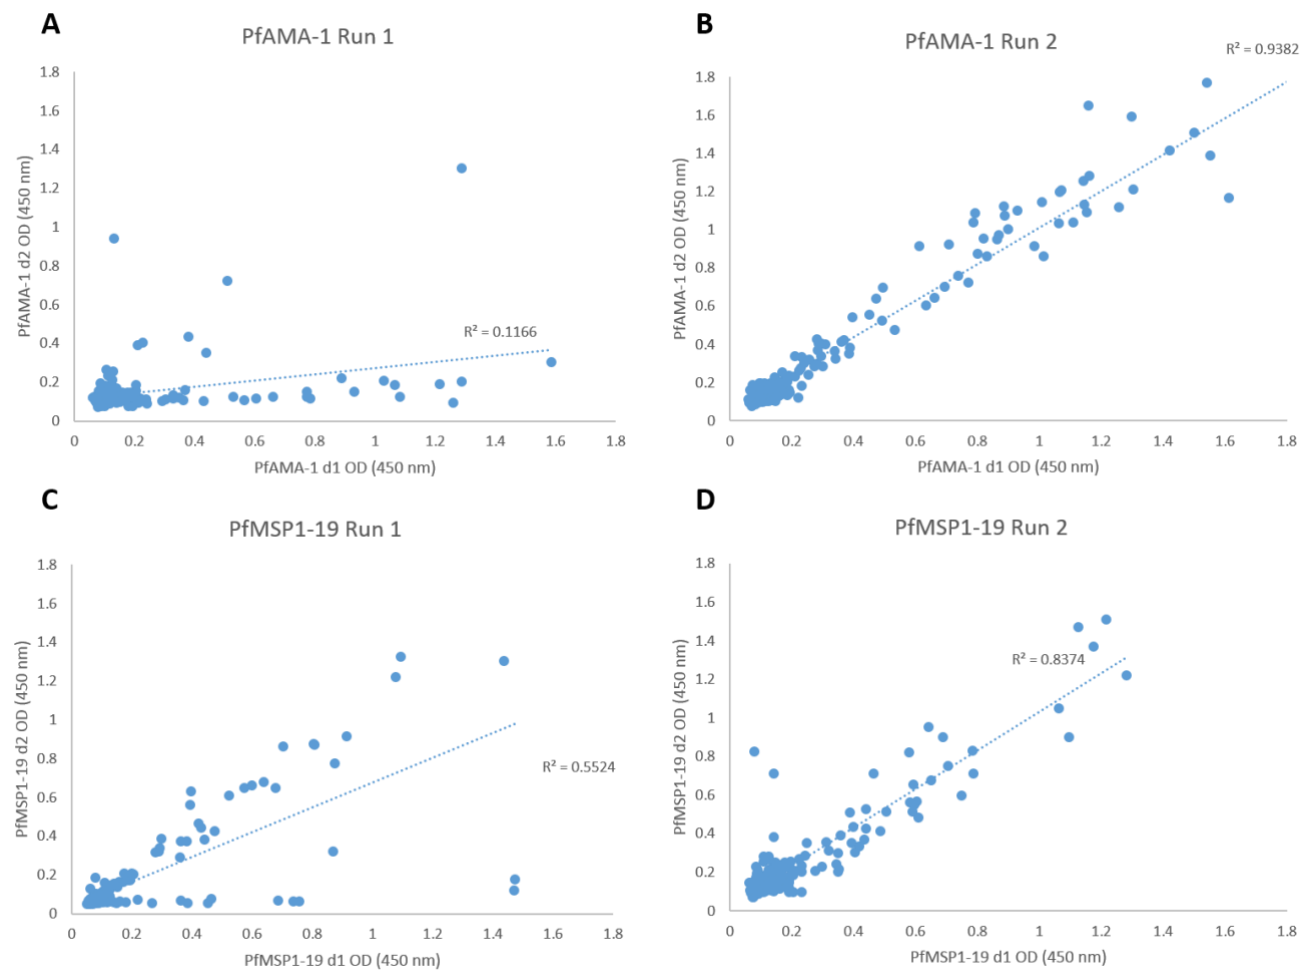 A
PfAMA-1 Run 1
1.8
1.6
1.4
1.2
1
0.8
0.6
0.4
0.2
0
PfAMA-1 d2 OD (450 nm)
R² = 0.1166
0 0.2 0.4 0.6 0.8 1 1.2 1.4 1.6 1.8
PfAMA-1 d1 OD (450 nm)
B
PfAMA-1 Run 2
R² = 0.9382
1.8
1.6
1.4
1.2
1
0.8
0.6
0.4
0.2
0
PfAMA-1 d2 OD (450 nm)
0 0.2 0.4 0.6 0.8 1 1.2 1.4 1.6 1.8
PfAMA-1 d1 OD (450 nm)
C
PfMSP1-19 Run 1
1.8
1.6
1.4
1.2
1
0.8
0.6
0.4
0.2
0
PfMSP1-19 d2 OD (450 nm)
R² = 0.5524
0 0.2 0.4 0.6 0.8 1 1.2 1.4 1.6 1.8
PfMSP1-19 d1 OD (450 nm)
D
PfMSP1-19 Run 2
1.8
1.6
1.4
1.2
1
0.8
0.6
0.4
0.2
0
PfMSP1-19 d2 OD (450 nm)
R² = 0.8374
0 0.2 0.4 0.6 0.8 1 1.2 1.4 1.6 1.8
PfMSP1-19 d1 OD (450 nm)